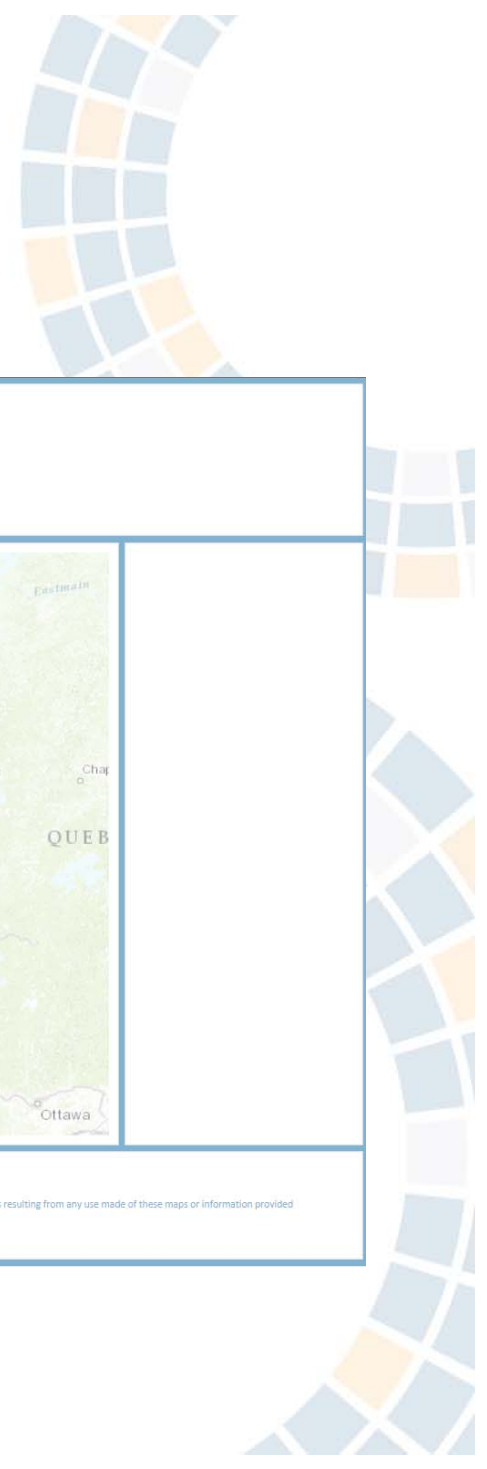 Eastmain
Chap
QUEB
Ottawa
resulting from any use made of these maps or information provided